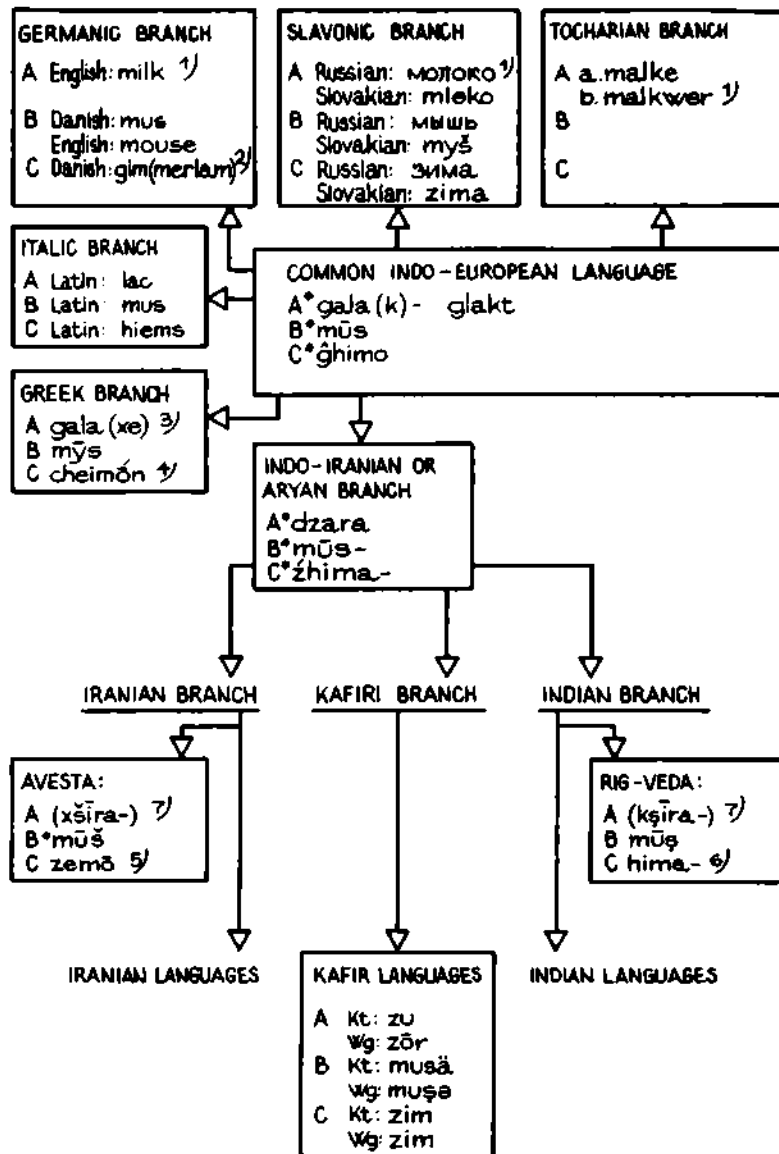 GERMANIC BRANCH
A English: milk 1)
B Danish: mus
English: mouse
C Danish: gim(merlam) 2)
SLAVONIC BRANCH
A Russian: молоко 1)
Slovakian: mleko
B Russian: мышь
Slovakian: myš
C Russian: зима
Slovakian: zima
TOCHARIAN BRANCH
A a. malke
b. malkwer 1)
B
C
ITALIC BRANCH
A Latin: lac
B Latin: mus
C Latin: hiems
COMMON INDO-EUROPEAN LANGUAGE
A* gala (k) - glakt
B* mūs
C* ĝhimo
GREEK BRANCH
A gala (xe) 3)
B mȳs
C cheimón 4)
INDO-IRANIAN OR
ARYAN BRANCH
A* dzara
B* mūs-
C* źhima-
IRANIAN BRANCH
KAFIRI BRANCH
INDIAN BRANCH
AVESTA:
A (xšīra-) 7)
B* mūš
C zemō 5)
RIG-VEDA:
A (kṣīra-) 7)
B mūṣ
C hima- 6)
IRANIAN LANGUAGES
KAFIR LANGUAGES
A Kt: zu
Wg: zōr
B Kt: musä
Wg: muṣə
C Kt: zim
Wg: zim
INDIAN LANGUAGES